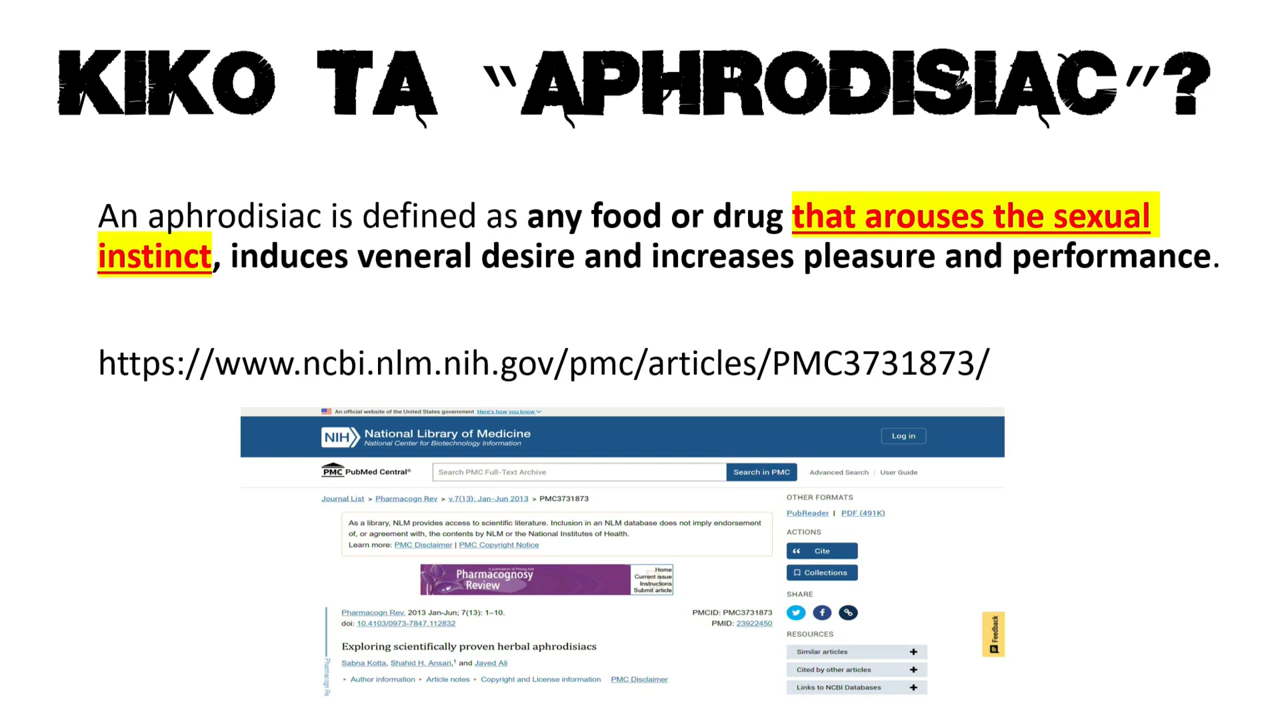 KIKO TA “APHRODISIAC”?
An aphrodisiac is defined as any food or drug that arouses the sexual
instinct, induces veneral desire and increases pleasure and performance.
https://www.ncbi.nlm.nih.gov/pmc/articles/PMC3731873/
An official website of the United States government Here's how you know
NIH National Library of Medicine
National Center for Biotechnology Information
Log in
PMC PubMed Central®
Search PMC Full-Text Archive
Search in PMC
Advanced Search | User Guide
Journal List > Pharmacogn Rev > v.7(13); Jan-Jun 2013 > PMC3731873
As a library, NLM provides access to scientific literature. Inclusion in an NLM database does not imply endorsement
of, or agreement with, the contents by NLM or the National Institutes of Health.
Learn more: PMC Disclaimer | PMC Copyright Notice
Pharmacognosy
Review
Home
Current issue
Instructions
Submit article
Pharmacogn Rev. 2013 Jan-Jun; 7(13): 1–10.
doi: 10.4103/0973-7847.112832
PMCID: PMC3731873
PMID: 23922450
Exploring scientifically proven herbal aphrodisiacs
Sabna Kotta, Shahid H. Ansari,1 and Javed Ali
• Author information • Article notes • Copyright and License information PMC Disclaimer
Pharmacogn Re
OTHER FORMATS
PubReader | PDF (491K)
ACTIONS
Cite
Collections
SHARE
RESOURCES
Similar articles
Cited by other articles
Links to NCBI Databases
Feedback